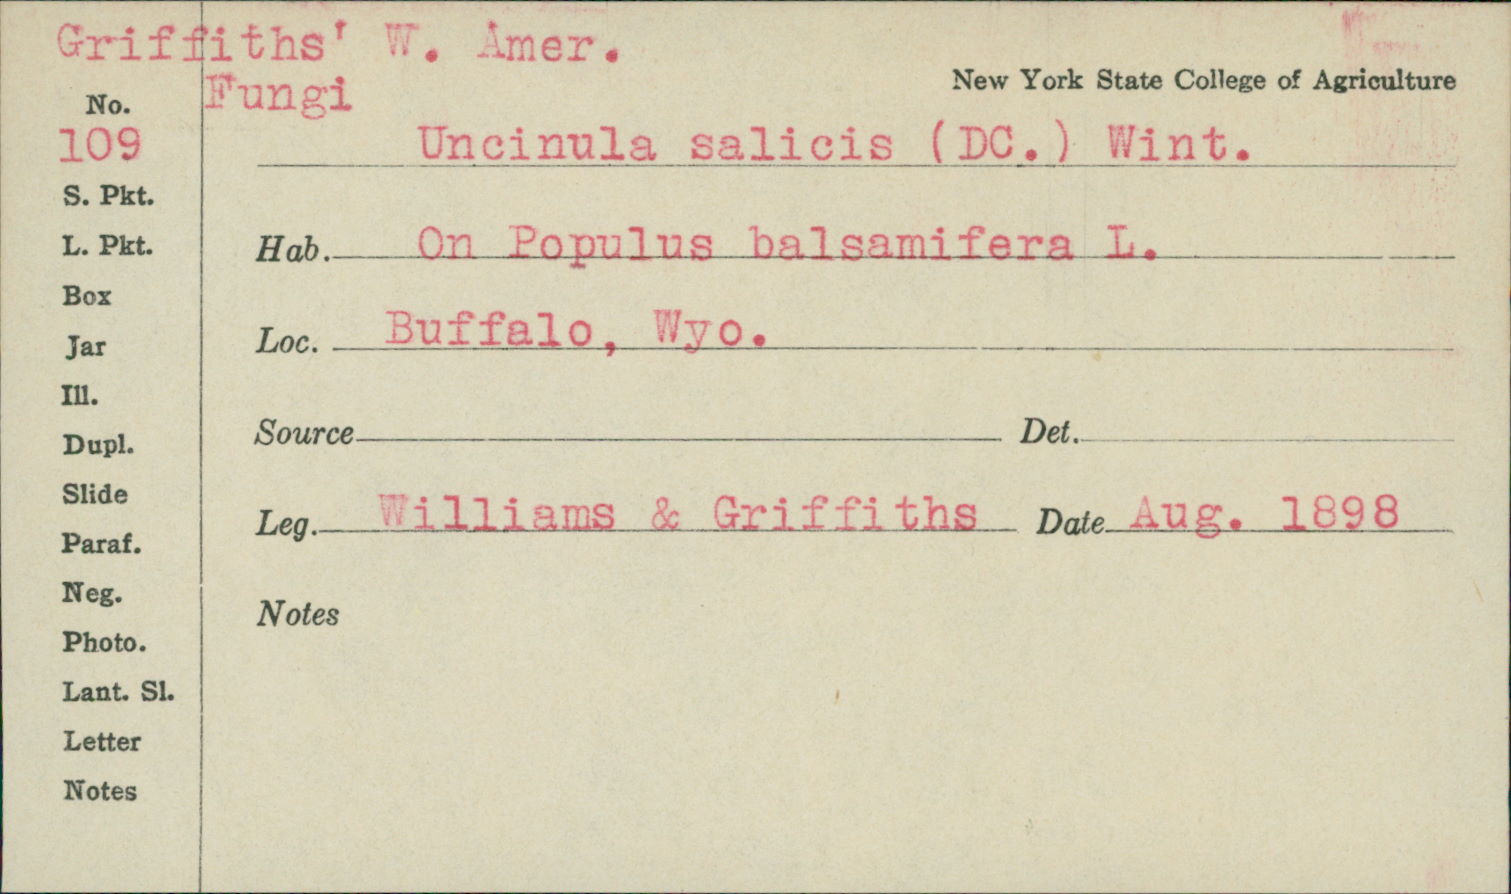 Griffiths' W. Amer.
Fungi
New York State College of Agriculture
No.
109
Uncinula salicis (DC.) Wint.
S. Pkt.
L. Pkt.
Hab. On Populus balsamifera L.
Box
Jar
Loc. Buffalo, Wyo.
Ill.
Dupl.
Source Det.
Slide
Leg. Williams & Griffiths Date Aug. 1898
Paraf.
Neg.
Notes
Photo.
Lant. Sl.
Letter
Notes